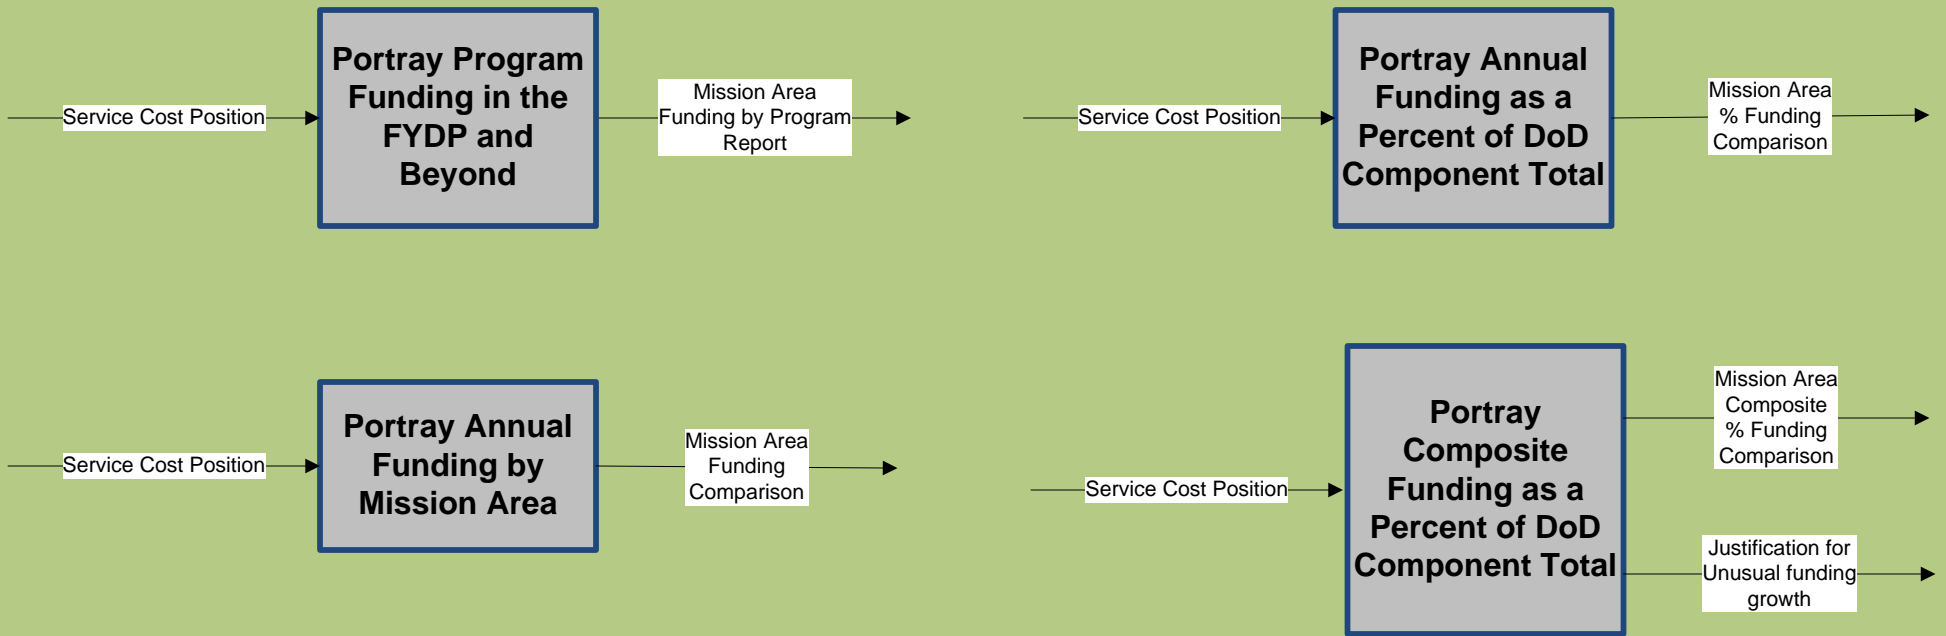 Service Cost Position
Portray Program
Funding in the
FYDP and
Beyond
Mission Area
Funding by Program
Report
Service Cost Position
Portray Annual
Funding as a
Percent of DoD
Component Total
Mission Area
% Funding
Comparison
Service Cost Position
Portray Annual
Funding by
Mission Area
Mission Area
Funding
Comparison
Service Cost Position
Portray
Composite
Funding as a
Percent of DoD
Component Total
Mission Area
Composite
% Funding
Comparison
Justification for
Unusual funding
growth